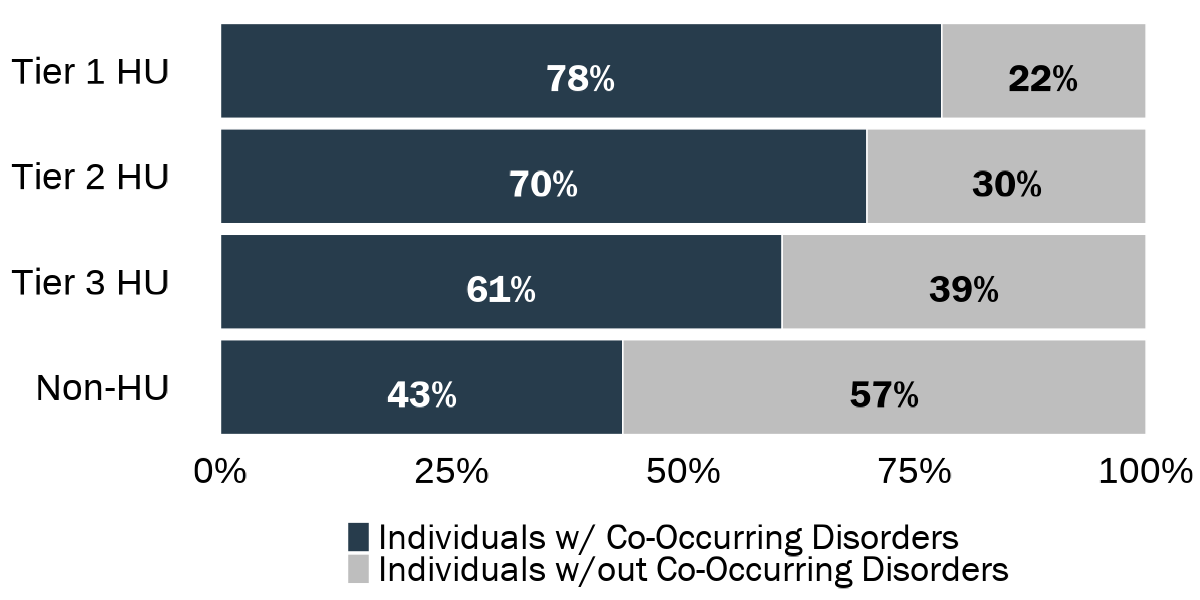 Tier 1 HU 78% 22%
Tier 2 HU 70% 30%
Tier 3 HU 61% 39%
Non-HU 43% 57%
0% 25% 50% 75% 100%
Individuals w/ Co-Occurring Disorders
Individuals w/out Co-Occurring Disorders